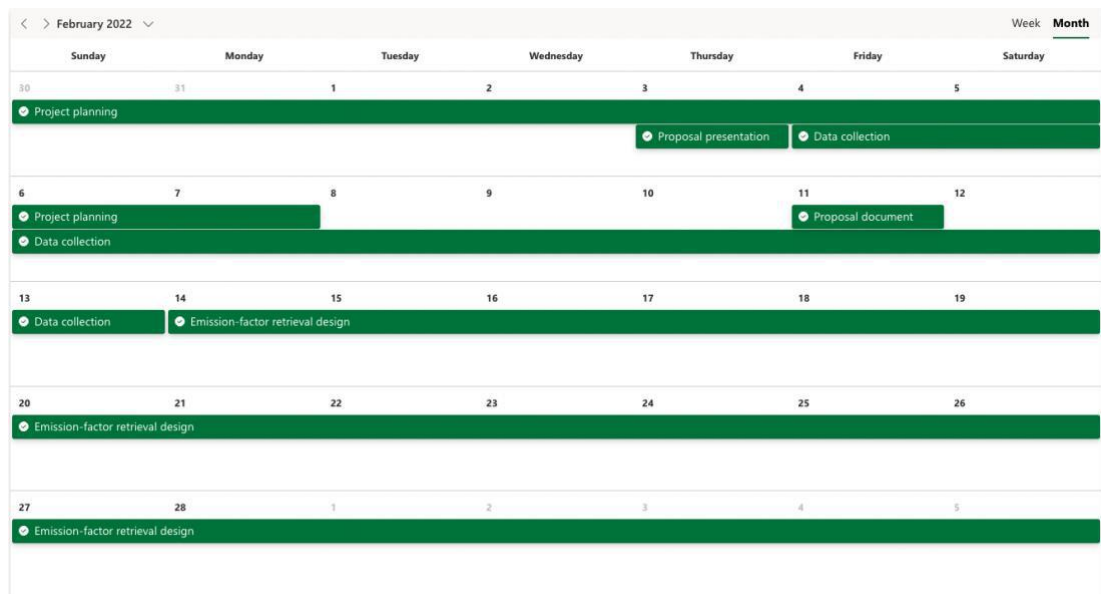 February 2022 Week Month
Sunday Monday Tuesday Wednesday Thursday Friday Saturday
30 31 1 2 3 4 5
Project planning
Proposal presentation Data collection
6 7 8 9 10 11 12
Project planning Proposal document
Data collection
13 14 15 16 17 18 19
Data collection Emission-factor retrieval design
20 21 22 23 24 25 26
Emission-factor retrieval design
27 28 1 2 3 4 5
Emission-factor retrieval design